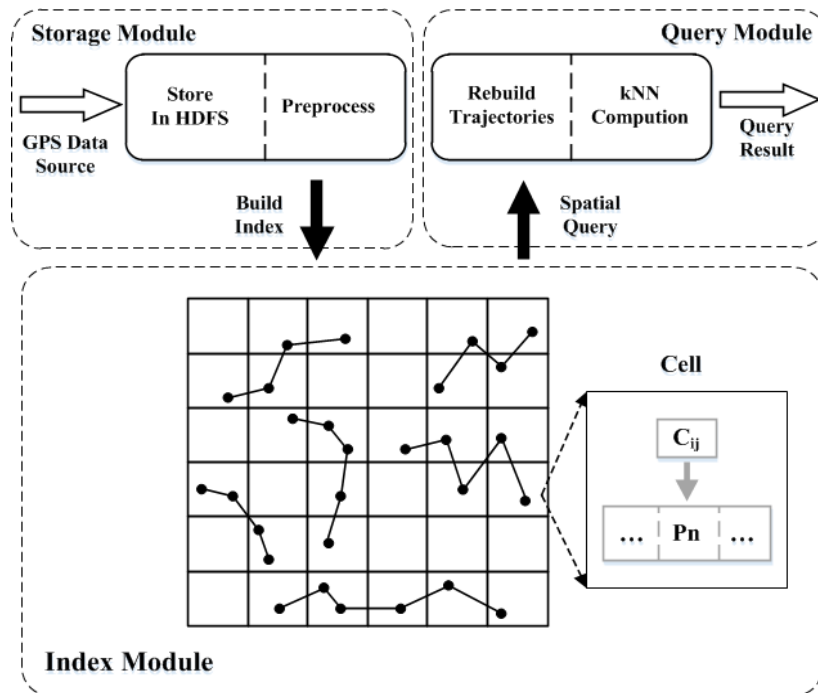 Storage Module
Query Module
Store
In HDFS
Preprocess
Rebuild
Trajectories
kNN
Compution
GPS Data
Source
Query
Result
Build
Index
Spatial
Query
Cell
Cij
... Pn ...
Index Module